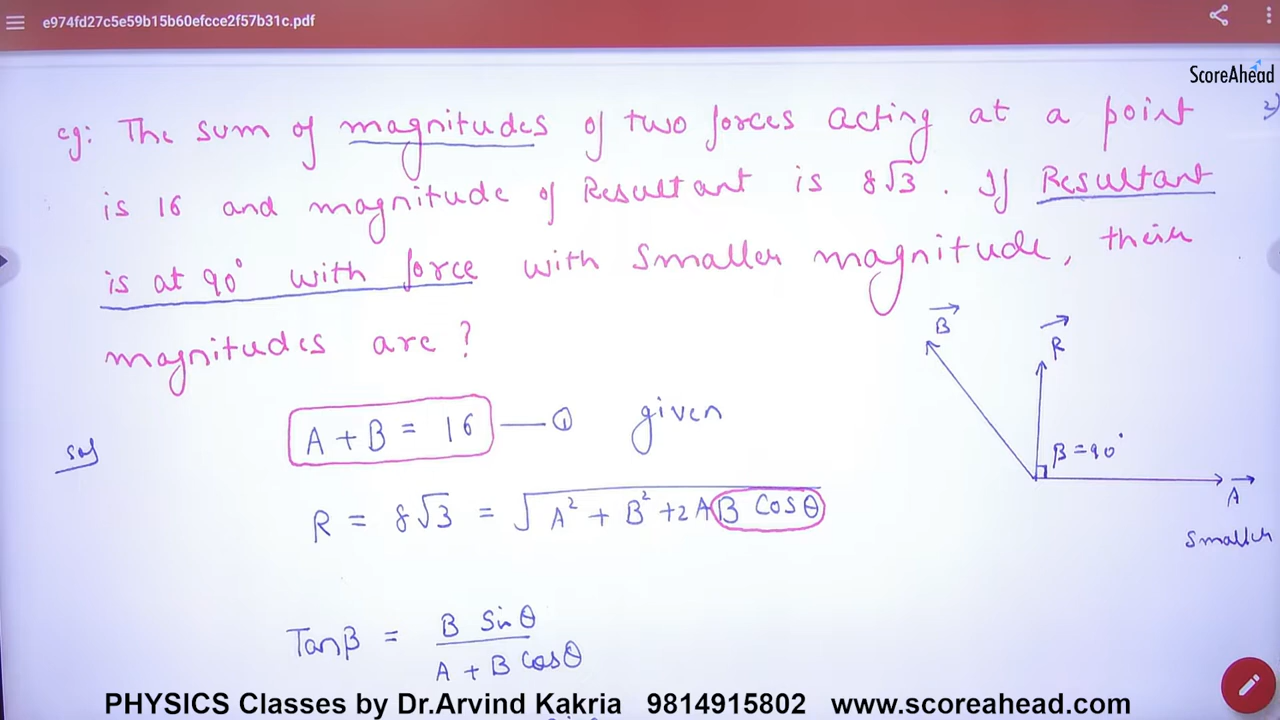 e974fd27c5e59b15b60efcce2f57b31c.pdf
ScoreAhead
eg: The sum of magnitudes of two forces acting at a point
is 16 and magnitude of Resultant is 8√3. If Resultant
is at 90° with force with smaller magnitude, their
magnitudes are ?
Sol
A + B = 16 — ① given
R = 8√3 = √A² + B² + 2AB Cosθ
Tanβ = B Sinθ / A + B Cosθ
B
R
β = 90°
A
Smaller
PHYSICS Classes by Dr.Arvind Kakria 9814915802 www.scoreahead.com